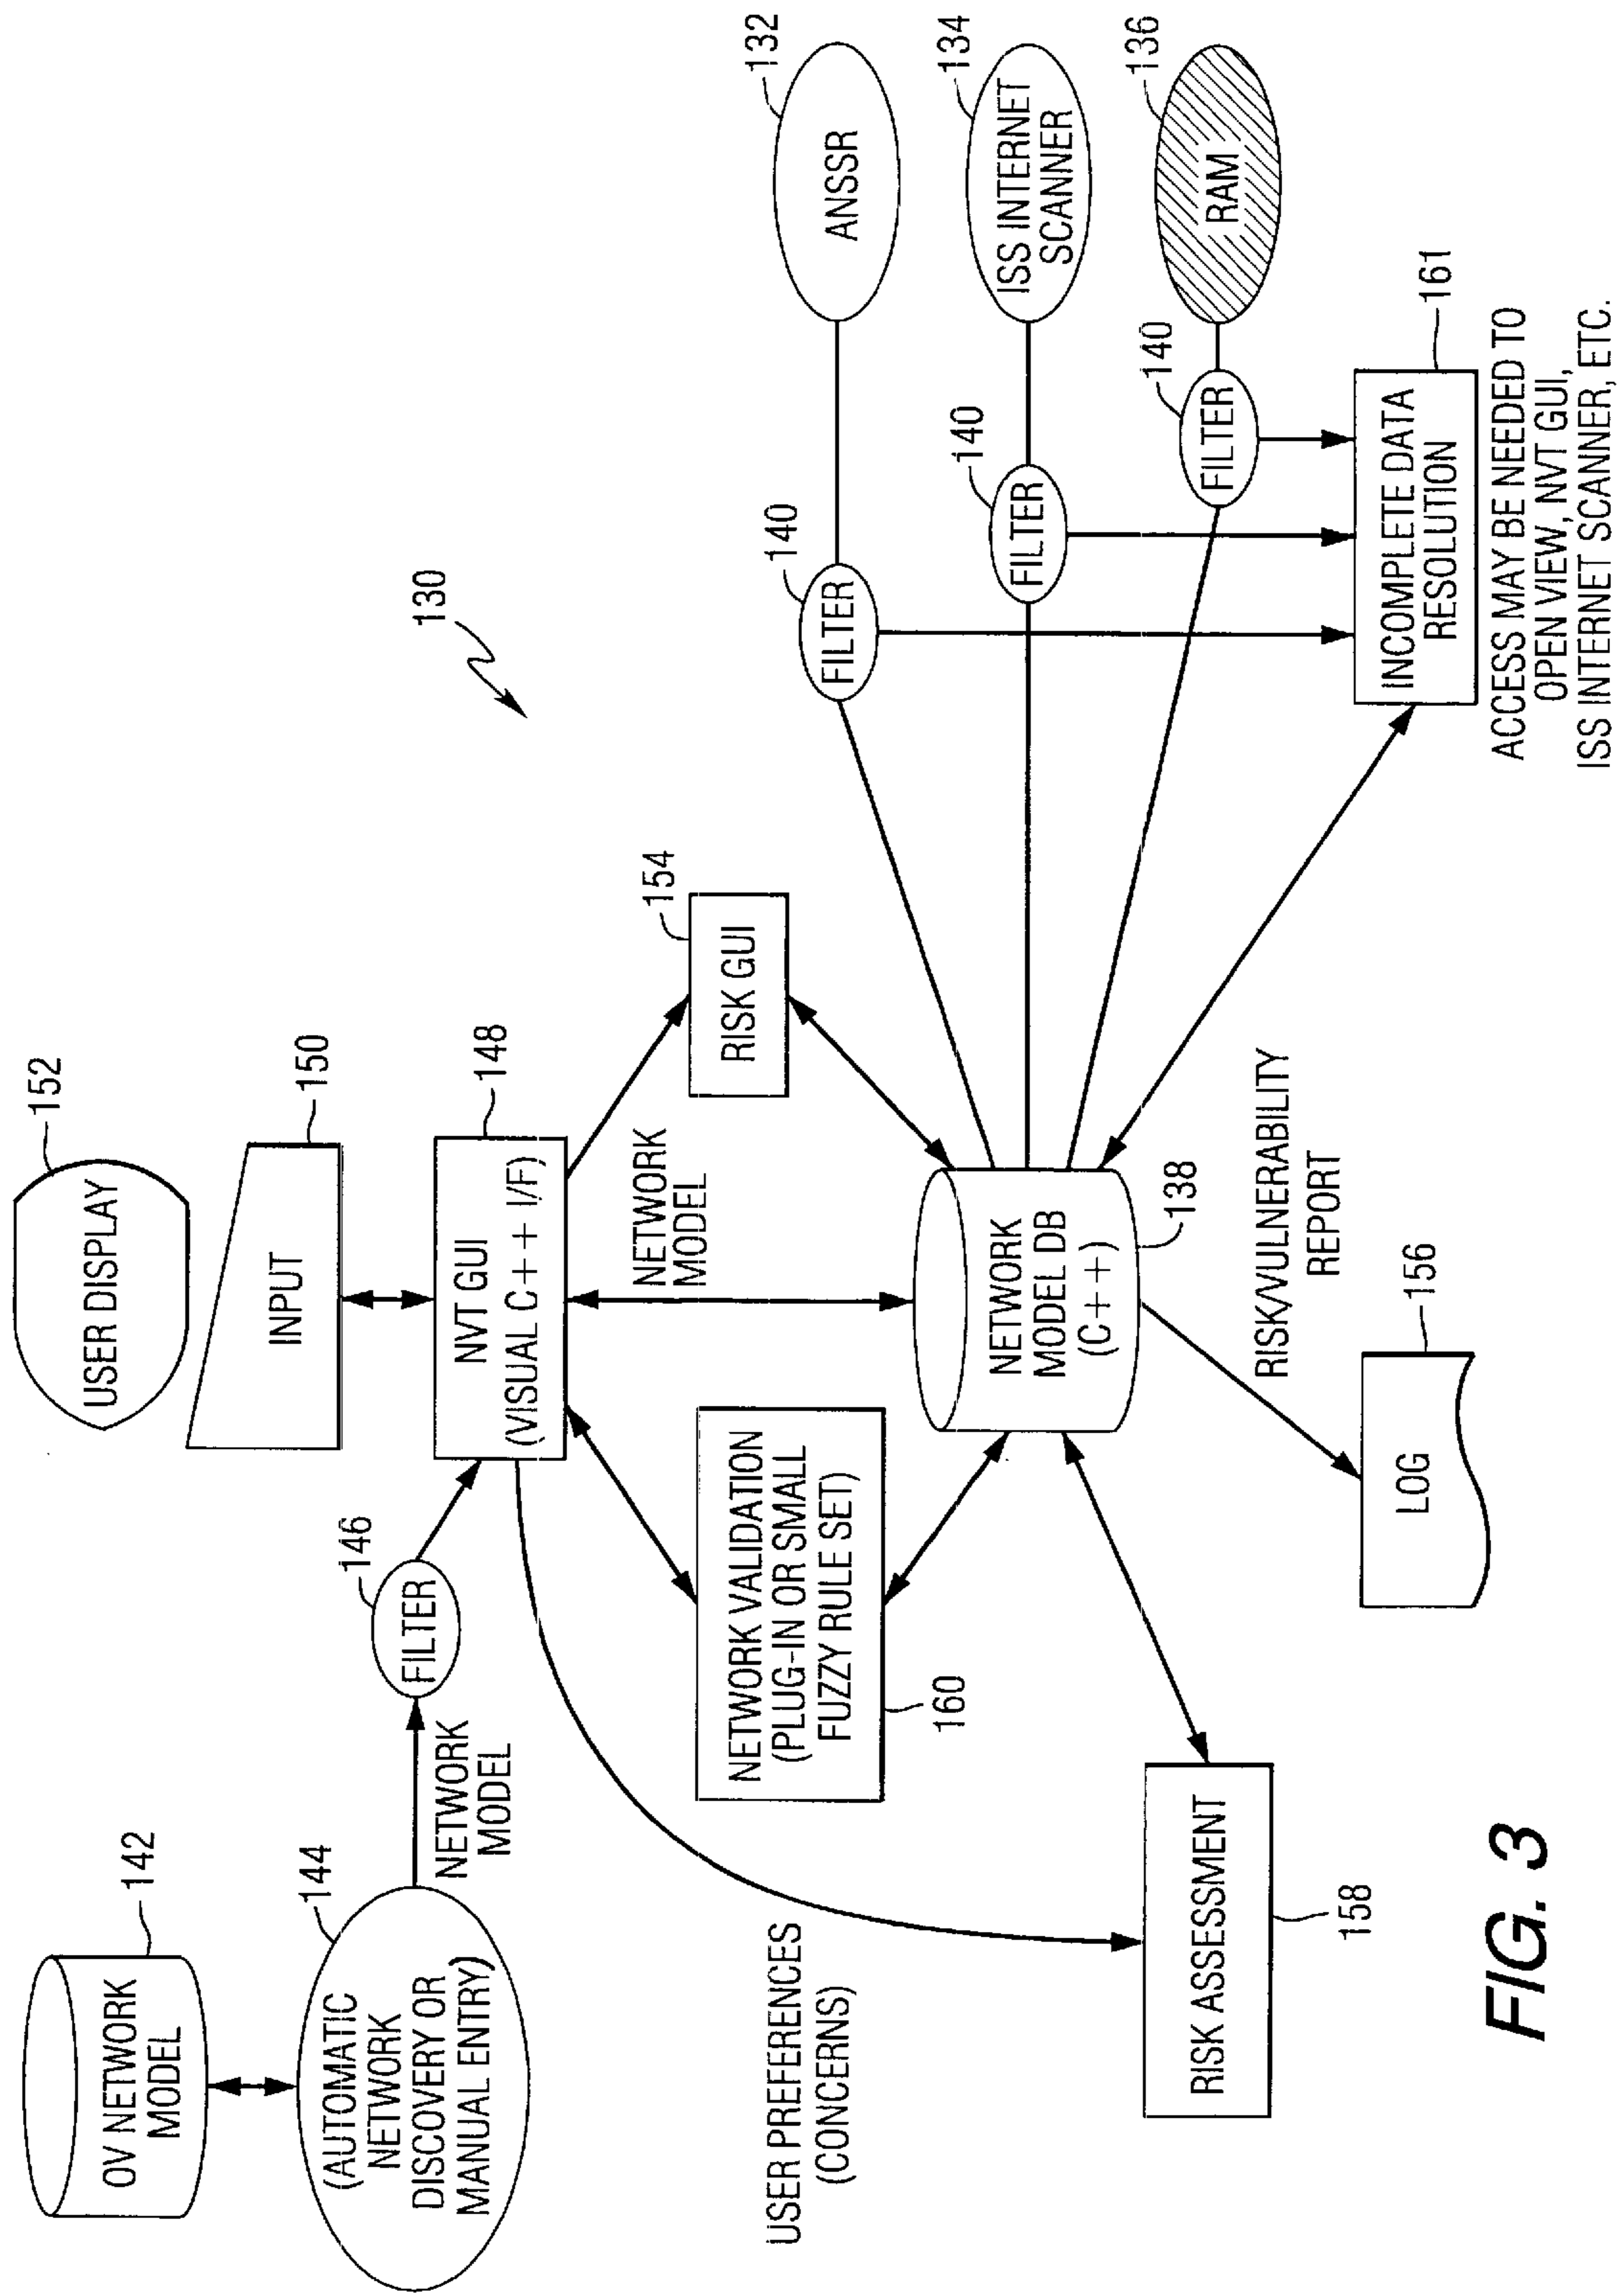 152
USER DISPLAY
150
INPUT
142
OV NETWORK
MODEL
144
(AUTOMATIC
NETWORK
DISCOVERY OR
MANUAL ENTRY)
NETWORK
MODEL
146
FILTER
148
NVT GUI
(VISUAL C++ I/F)
130
132
ANSSR
140
FILTER
134
ISS INTERNET
SCANNER
140
FILTER
136
RAM
140
FILTER
154
RISK GUI
NETWORK
MODEL
NETWORK VALIDATION
(PLUG-IN OR SMALL
FUZZY RULE SET)
160
USER PREFERENCES
(CONCERNS)
NETWORK
MODEL DB
(C++)
138
161
INCOMPLETE DATA
RESOLUTION
ACCESS MAY BE NEEDED TO
OPEN VIEW, NVT GUI,
ISS INTERNET SCANNER, ETC.
RISK ASSESSMENT
158
RISK/VULNERABILITY
REPORT
156
LOG
FIG. 3